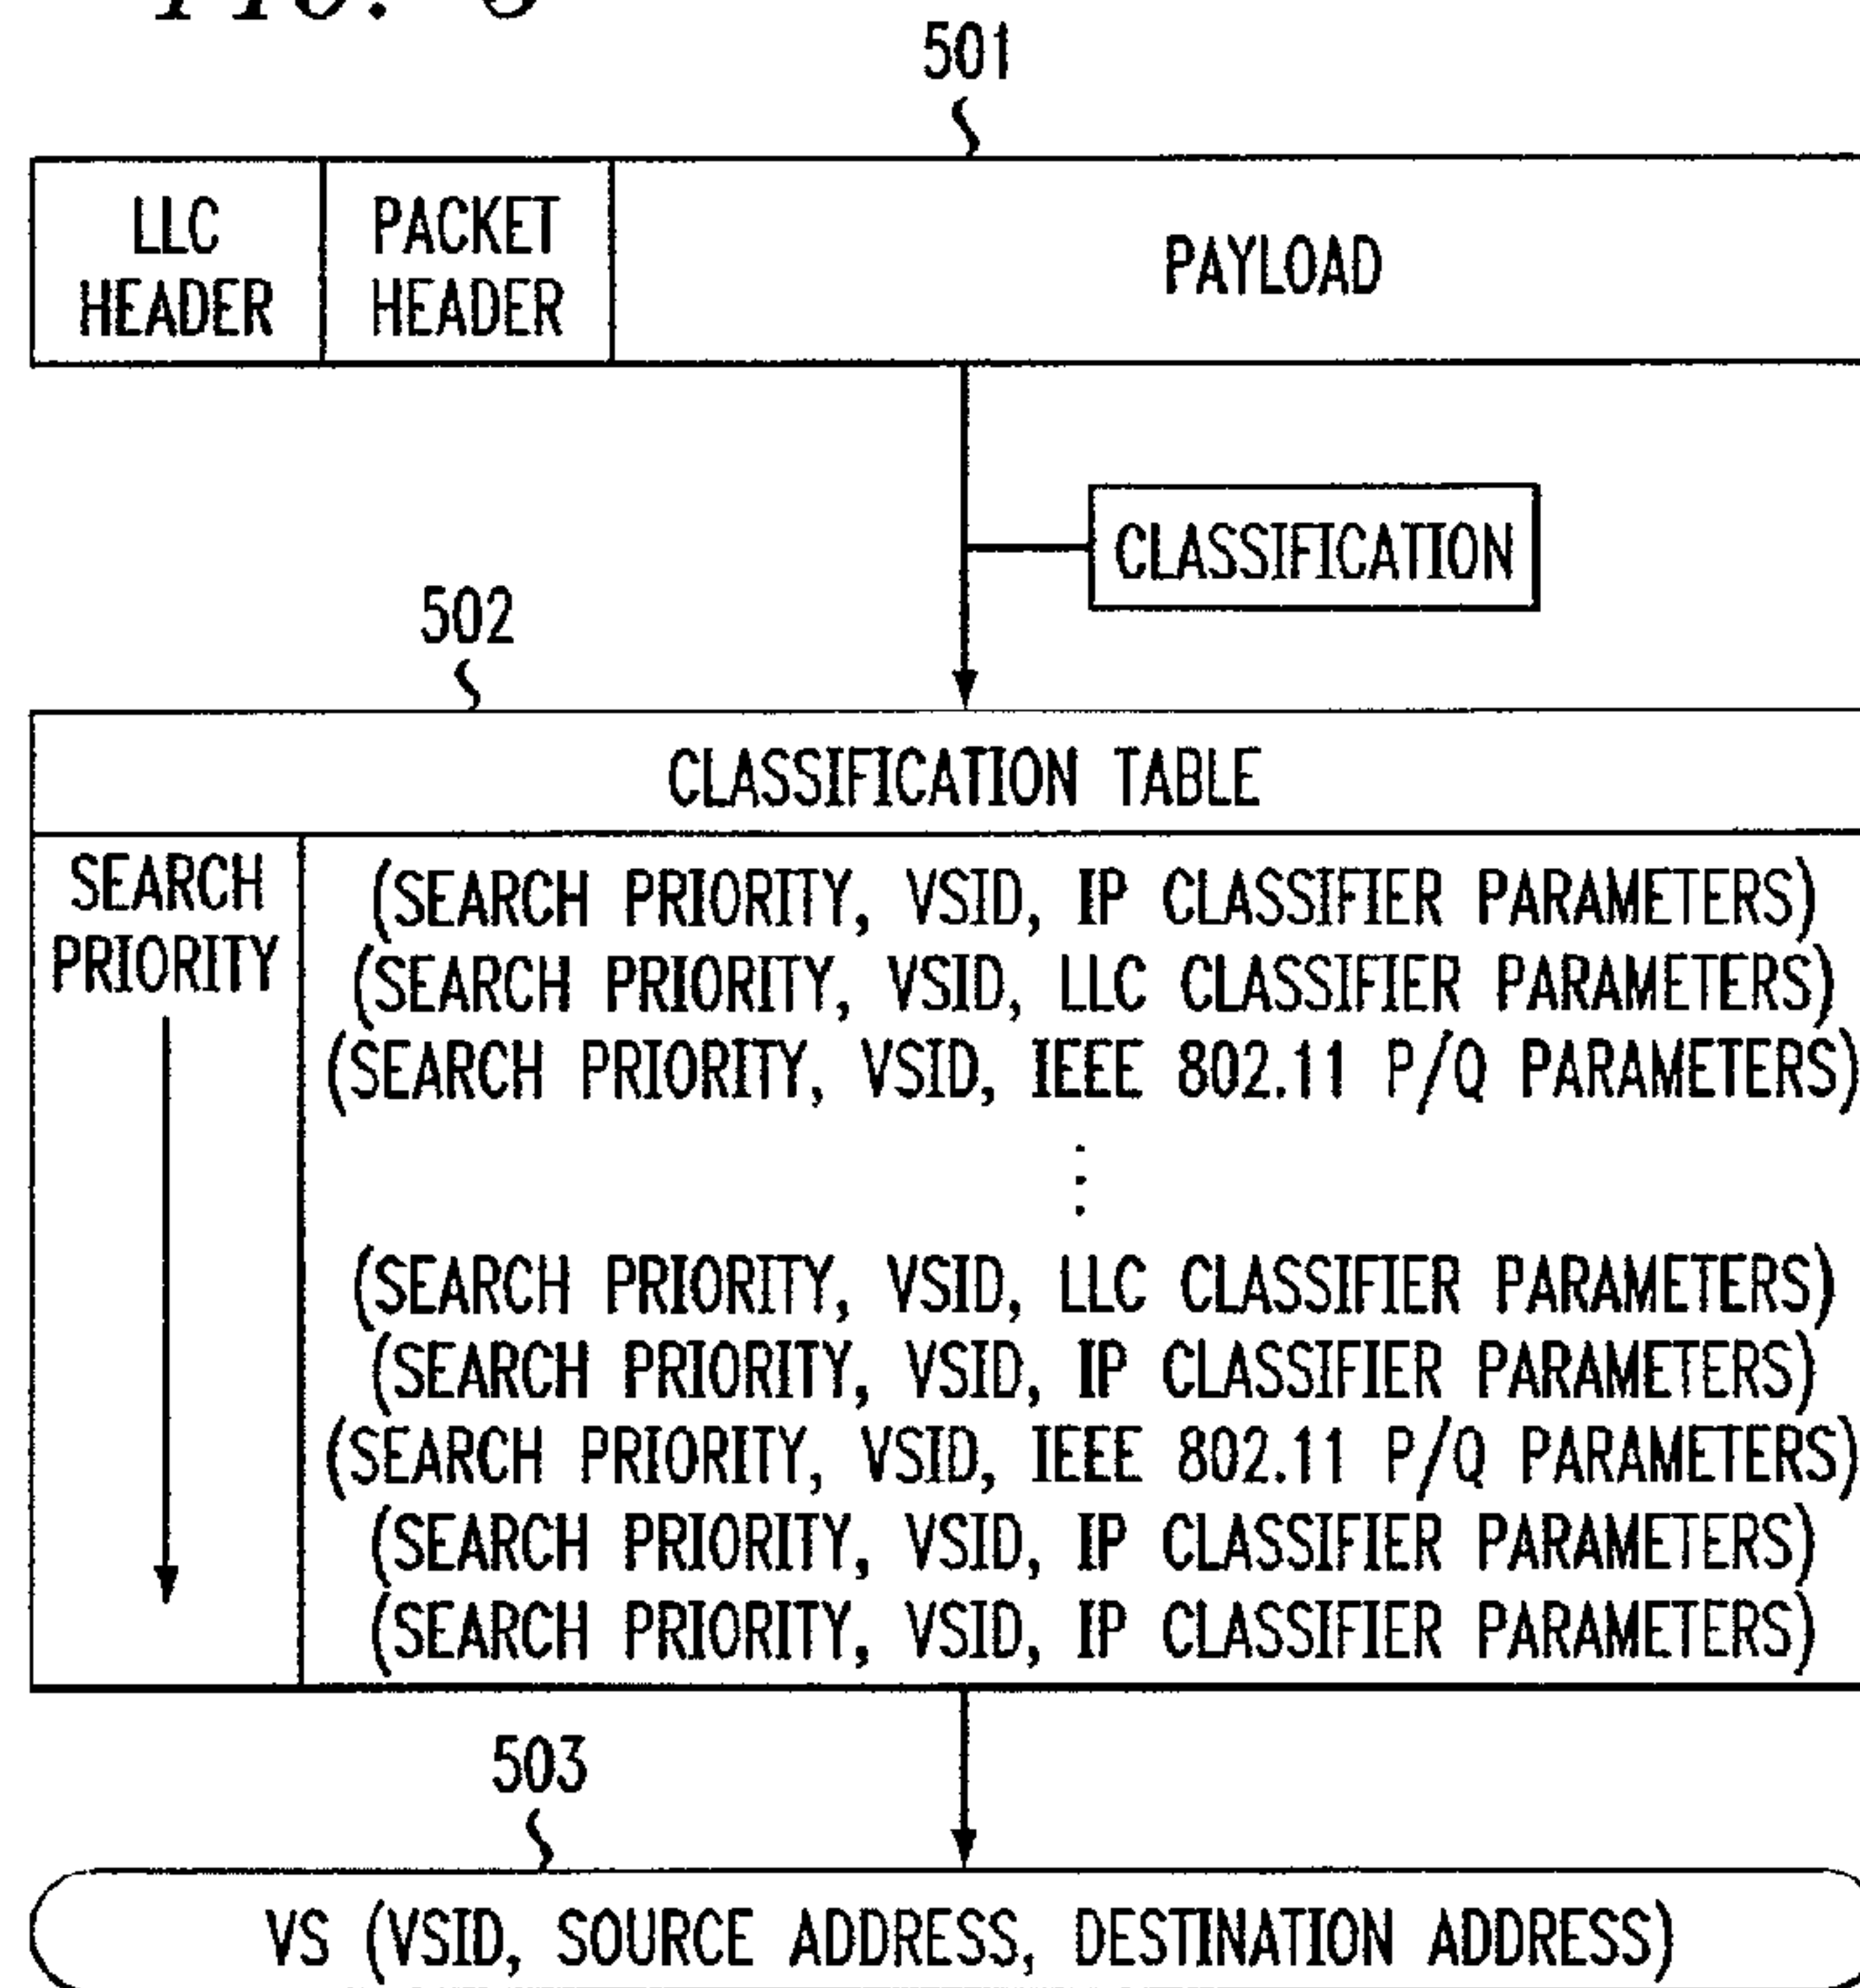 FIG. 5
501
LLC HEADER
PACKET HEADER
PAYLOAD
CLASSIFICATION
502
CLASSIFICATION TABLE
SEARCH PRIORITY
(SEARCH PRIORITY, VSID, IP CLASSIFIER PARAMETERS)
(SEARCH PRIORITY, VSID, LLC CLASSIFIER PARAMETERS)
(SEARCH PRIORITY, VSID, IEEE 802.11 P/Q PARAMETERS)
⋮
(SEARCH PRIORITY, VSID, LLC CLASSIFIER PARAMETERS)
(SEARCH PRIORITY, VSID, IP CLASSIFIER PARAMETERS)
(SEARCH PRIORITY, VSID, IEEE 802.11 P/Q PARAMETERS)
(SEARCH PRIORITY, VSID, IP CLASSIFIER PARAMETERS)
(SEARCH PRIORITY, VSID, IP CLASSIFIER PARAMETERS)
503
VS (VSID, SOURCE ADDRESS, DESTINATION ADDRESS)